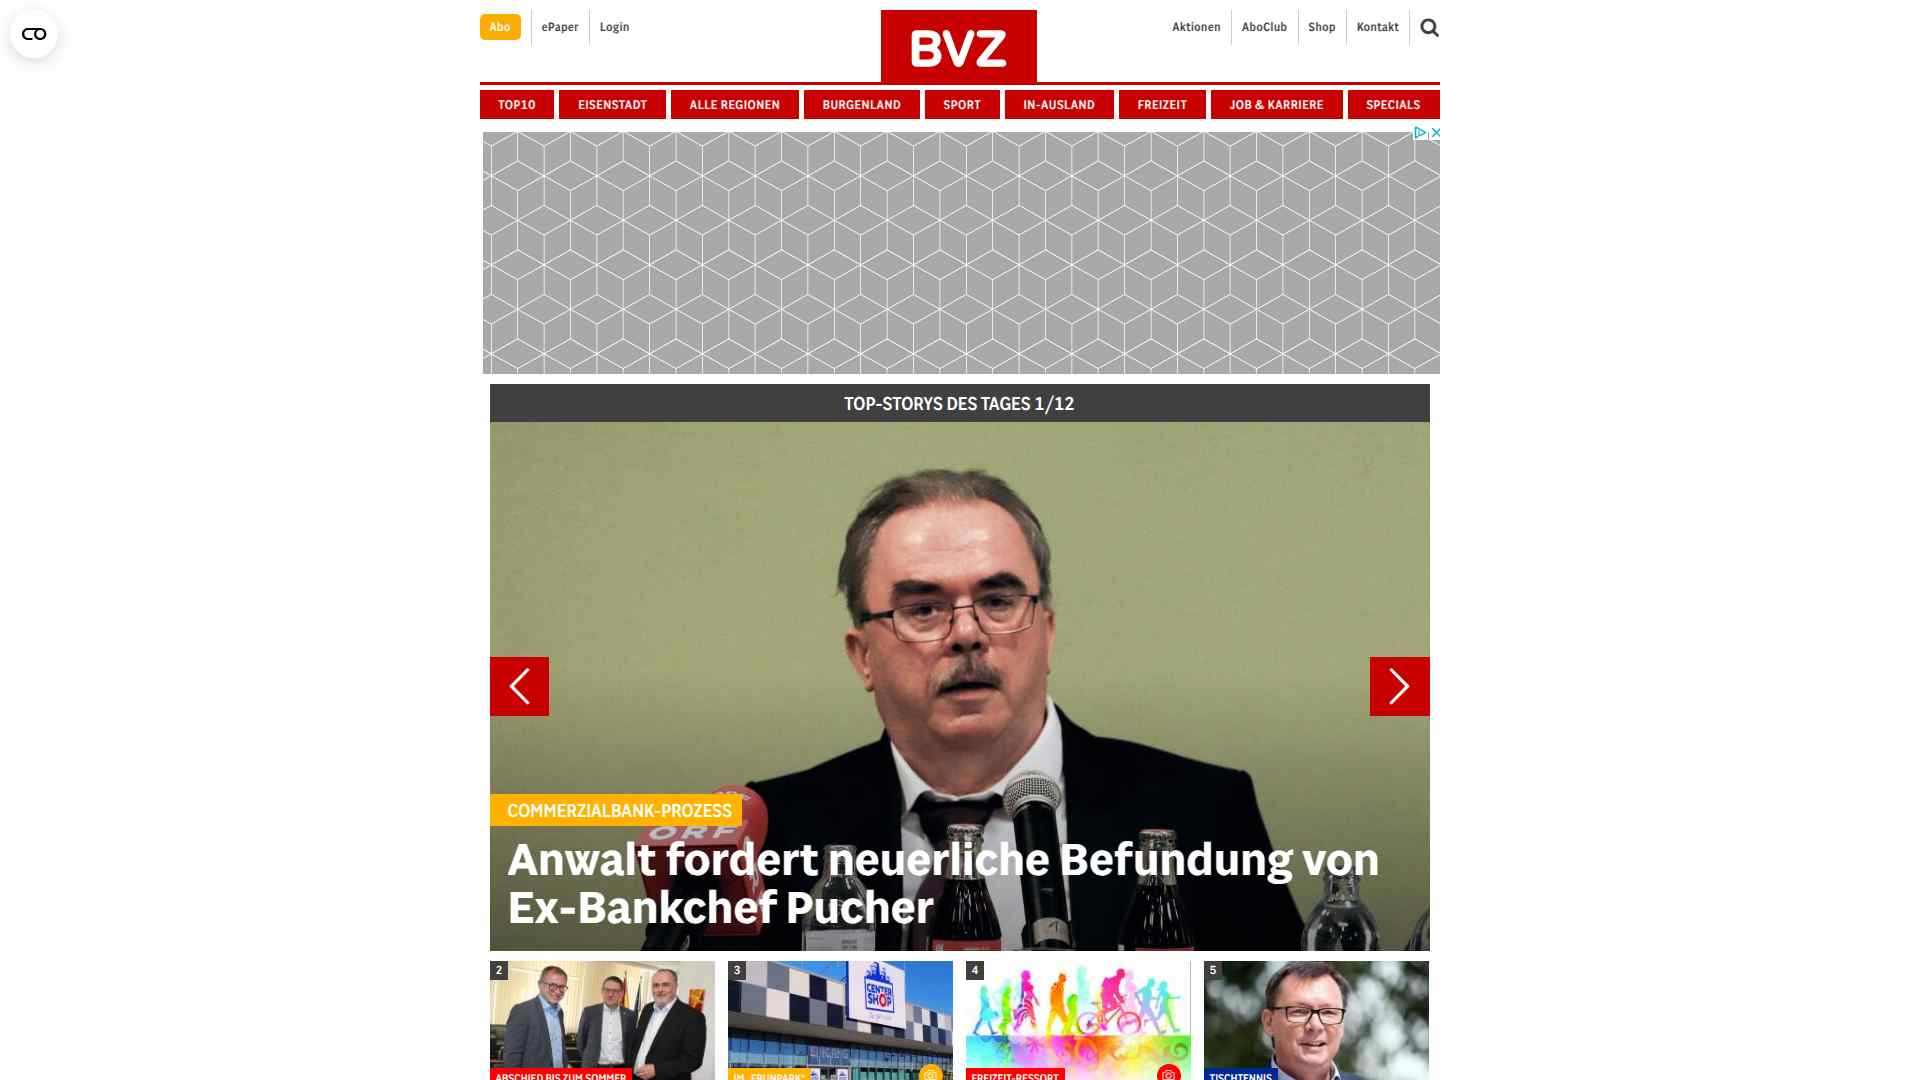 Abo
ePaper
Login
BVZ
Aktionen
AboClub
Shop
Kontakt
TOP10
EISENSTADT
ALLE REGIONEN
BURGENLAND
SPORT
IN-AUSLAND
FREIZEIT
JOB & KARRIERE
SPECIALS
TOP-STORYS DES TAGES 1/12
COMMERZIALBANK-PROZESS
ORF
Anwalt fordert neuerliche Befundung von
Ex-Bankchef Pucher
2
3
4
5
CENTER
SHOP
ABSCHIED BIS ZUM SOMMER
IM „FRUNPARK“
FREIZEIT-RESSORT
TISCHTENNIS